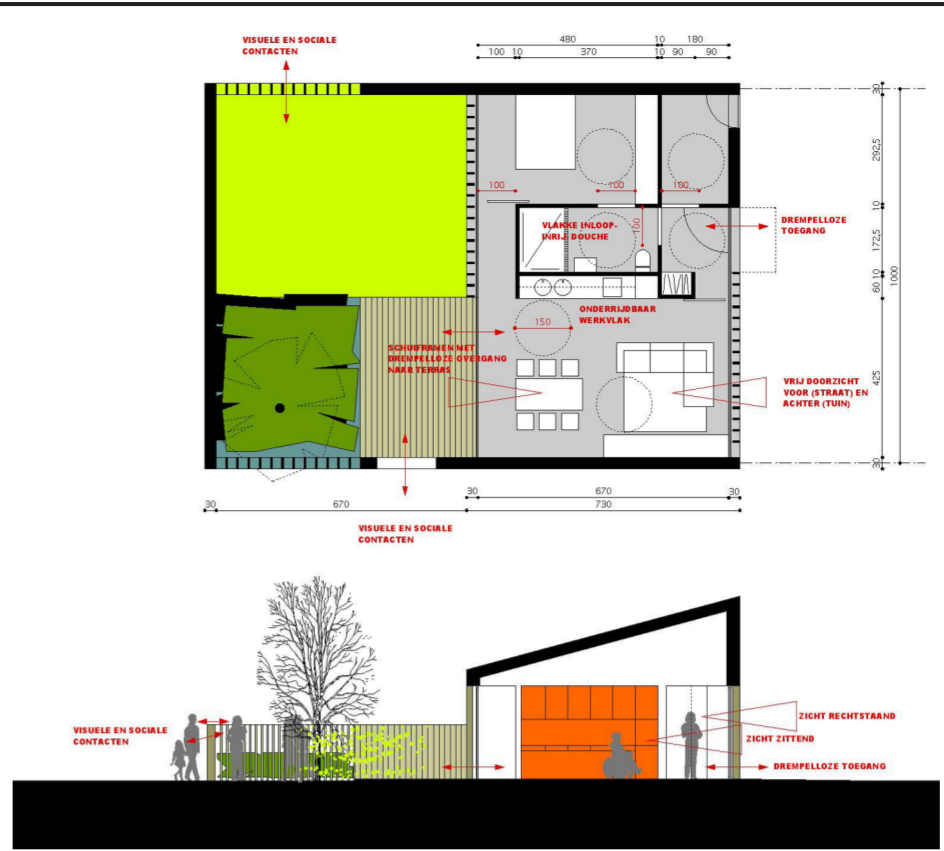 VISUELE EN SOCIALE
CONTACTEN
480 10 180
100 10 370 10 90 90
30
292,5
10
172,5
10
60
425
30
1000
100 100 100
VLAKKE INLOOP-
INRIJ-DOUCHE
100
DREMPELLOZE
TOEGANG
ONDERRIJDBAAR
WERKVLAK
150
SCHUIFRAMEN MET
DREMPELLOZE OVERGANG
NAAR TERRAS
VRIJ DOORZICHT
VOOR (STRAAT) EN
ACHTER (TUIN)
30 670 30
30 670 730
VISUELE EN SOCIALE
CONTACTEN
VISUELE EN SOCIALE
CONTACTEN
ZICHT RECHTSTAAND
ZICHT ZITTEND
DREMPELLOZE TOEGANG